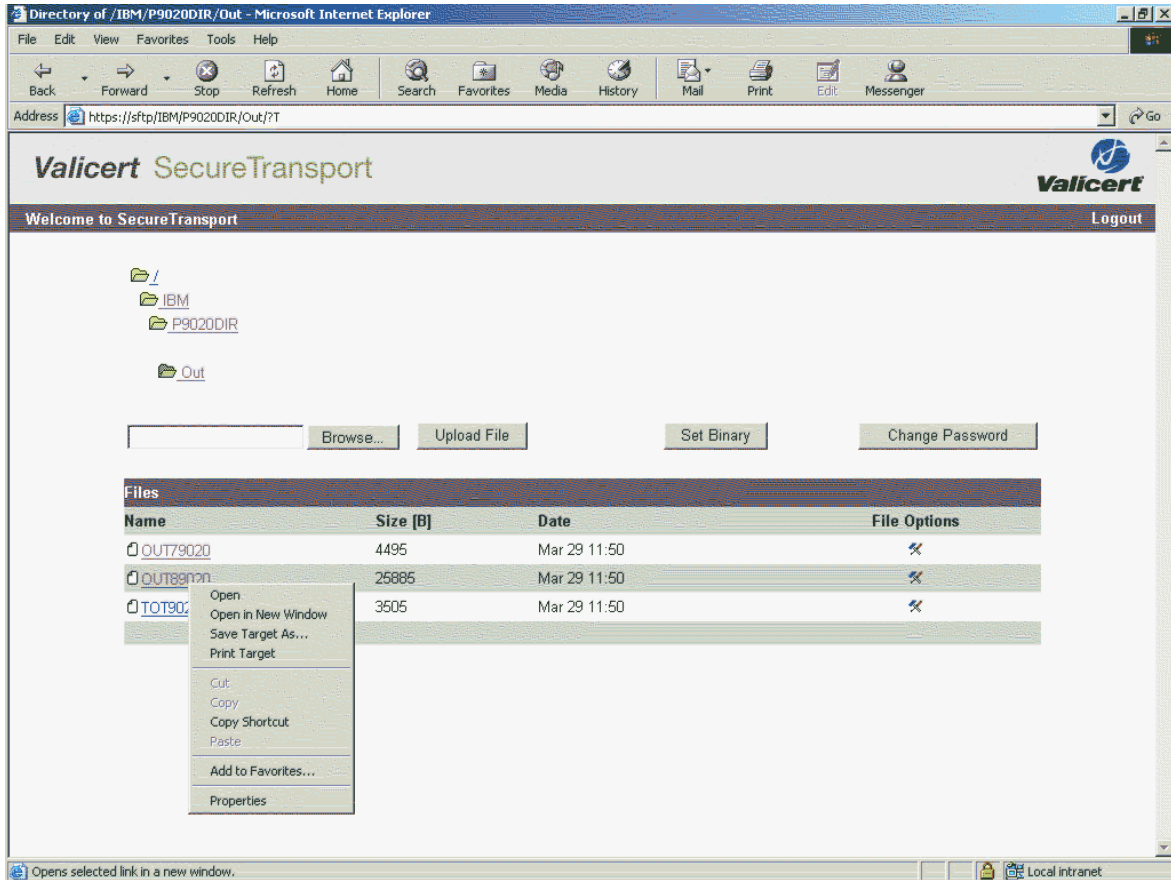 Directory of /IBM/P9020DIR/Out - Microsoft Internet Explorer
File Edit View Favorites Tools Help
Back Forward Stop Refresh Home Search Favorites Media History Mail Print Edit Messenger
Address https://sftp/IBM/P9020DIR/Out/?T Go
Valicert SecureTransport
Valicert
Welcome to SecureTransport Logout
/
IBM
P9020DIR
Out
Browse... Upload File Set Binary Change Password
Files
Name Size [B] Date File Options
OUT79020 4495 Mar 29 11:50
OUT89020 25885 Mar 29 11:50
TOT902 3505 Mar 29 11:50
Open
Open in New Window
Save Target As...
Print Target
Cut
Copy
Copy Shortcut
Paste
Add to Favorites...
Properties
Opens selected link in a new window. Local intranet